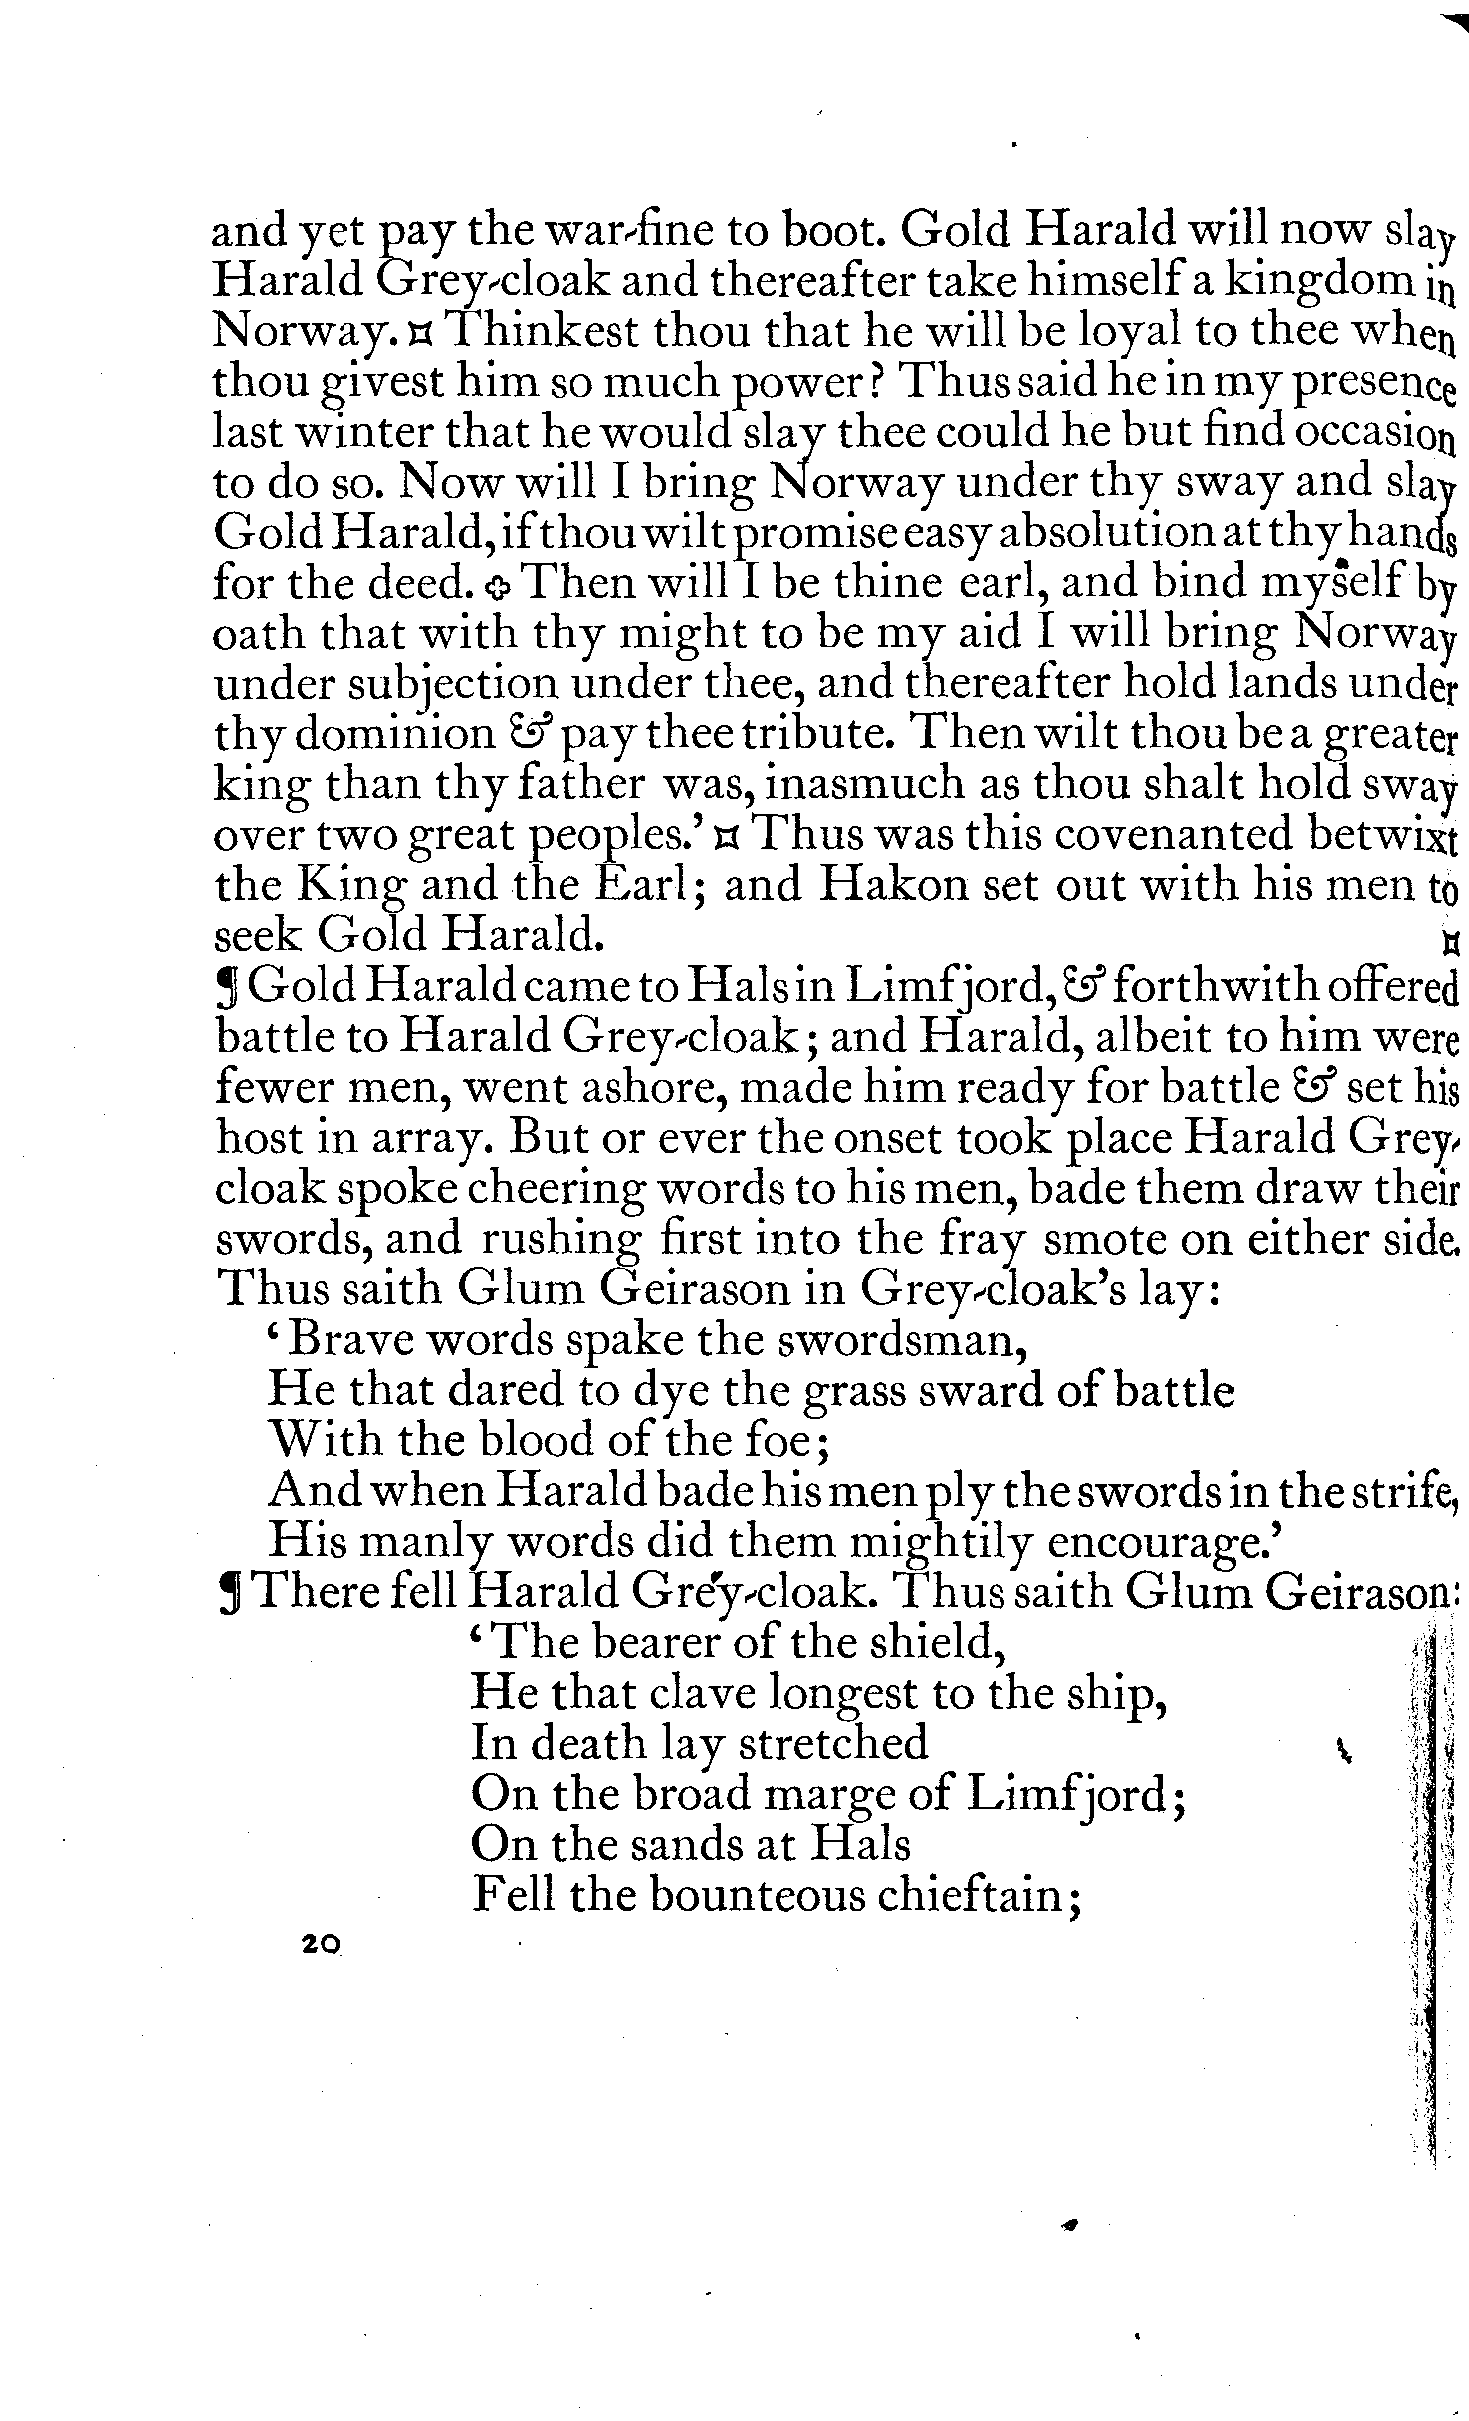 and yet pay the war-fine to boot. Gold Harald will now slay
Harald Grey-cloak and thereafter take himself a kingdom in
Norway. ¤ Thinkest thou that he will be loyal to thee when
thou givest him so much power? Thus said he in my presence
last winter that he would slay thee could he but find occasion
to do so. Now will I bring Norway under thy sway and slay
Gold Harald, if thou wilt promise easy absolution at thy hands
for the deed. ✥ Then will I be thine earl, and bind myself by
oath that with thy might to be my aid I will bring Norway
under subjection under thee, and thereafter hold lands under
thy dominion & pay thee tribute. Then wilt thou be a greater
king than thy father was, inasmuch as thou shalt hold sway
over two great peoples.’ ¤ Thus was this covenanted betwixt
the King and the Earl; and Hakon set out with his men to
seek Gold Harald. ¤
¶ Gold Harald came to Hals in Limfjord, & forthwith offered
battle to Harald Grey-cloak; and Harald, albeit to him were
fewer men, went ashore, made him ready for battle & set his
host in array. But or ever the onset took place Harald Grey-
cloak spoke cheering words to his men, bade them draw their
swords, and rushing first into the fray smote on either side.
Thus saith Glum Geirason in Grey-cloak’s lay:
‘Brave words spake the swordsman,
He that dared to dye the grass sward of battle
With the blood of the foe;
And when Harald bade his men ply the swords in the strife,
His manly words did them mightily encourage.’
¶ There fell Harald Grey-cloak. Thus saith Glum Geirason:
‘The bearer of the shield,
He that clave longest to the ship,
In death lay stretched
On the broad marge of Limfjord;
On the sands at Hals
Fell the bounteous chieftain;
20